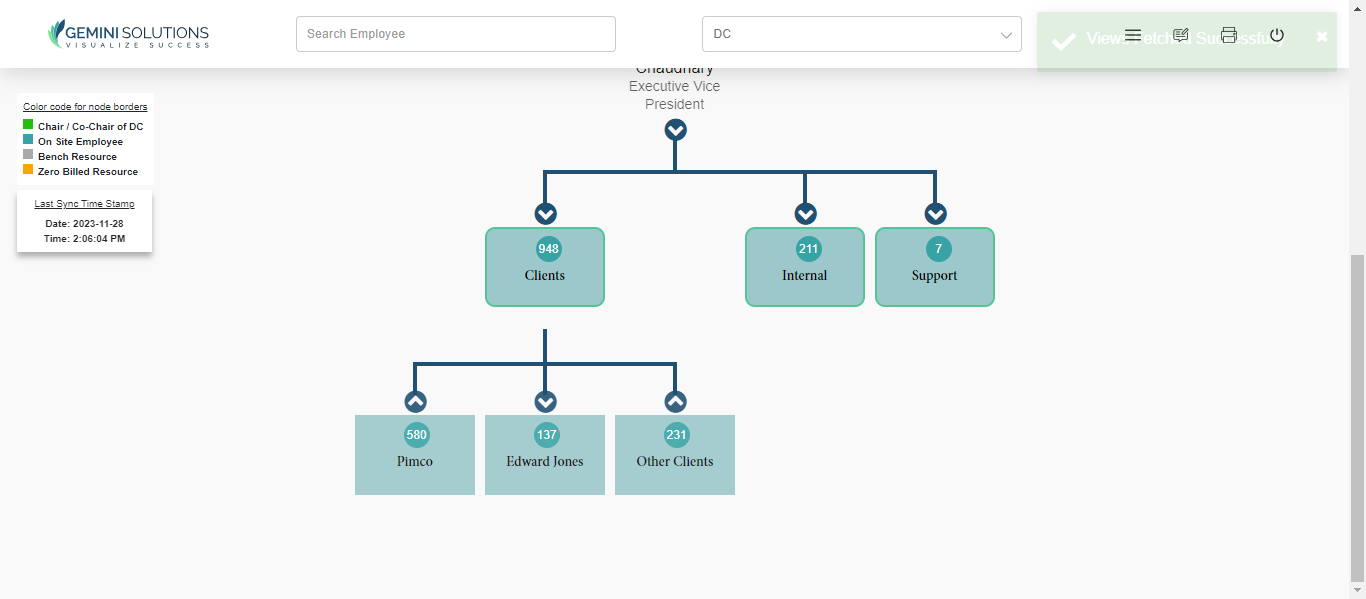 GEMINI SOLUTIONS
VISUALIZE SUCCESS
Search Employee
DC
Views Fetched Successfully
Chaudhary
Executive Vice
President
Color code for node borders
Chair / Co-Chair of DC
On Site Employee
Bench Resource
Zero Billed Resource
Last Sync Time Stamp
Date: 2023-11-28
Time: 2:06:04 PM
948
Clients
211
Internal
7
Support
580
Pimco
137
Edward Jones
231
Other Clients